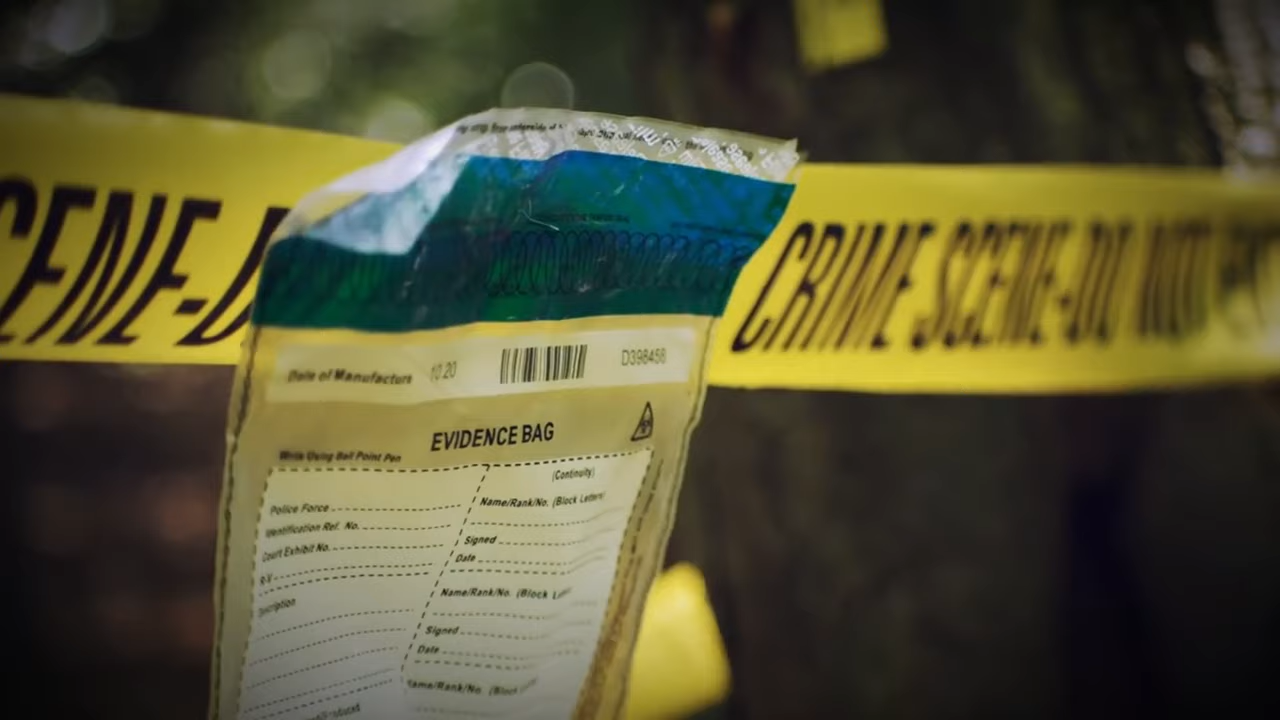 CRIME SCENE-DO NOT
Date of Manufacture 10.20 D398458
EVIDENCE BAG
Write Using Ball Point Pen
(Continuity)
Police Force
Name/Rank/No. (Block Letters)
Identification Ref. No.
Signed
Court Exhibit No.
Date
R-V
Name/Rank/No. (Block
Description
Signed
Date
Name/Rank/No. (Block